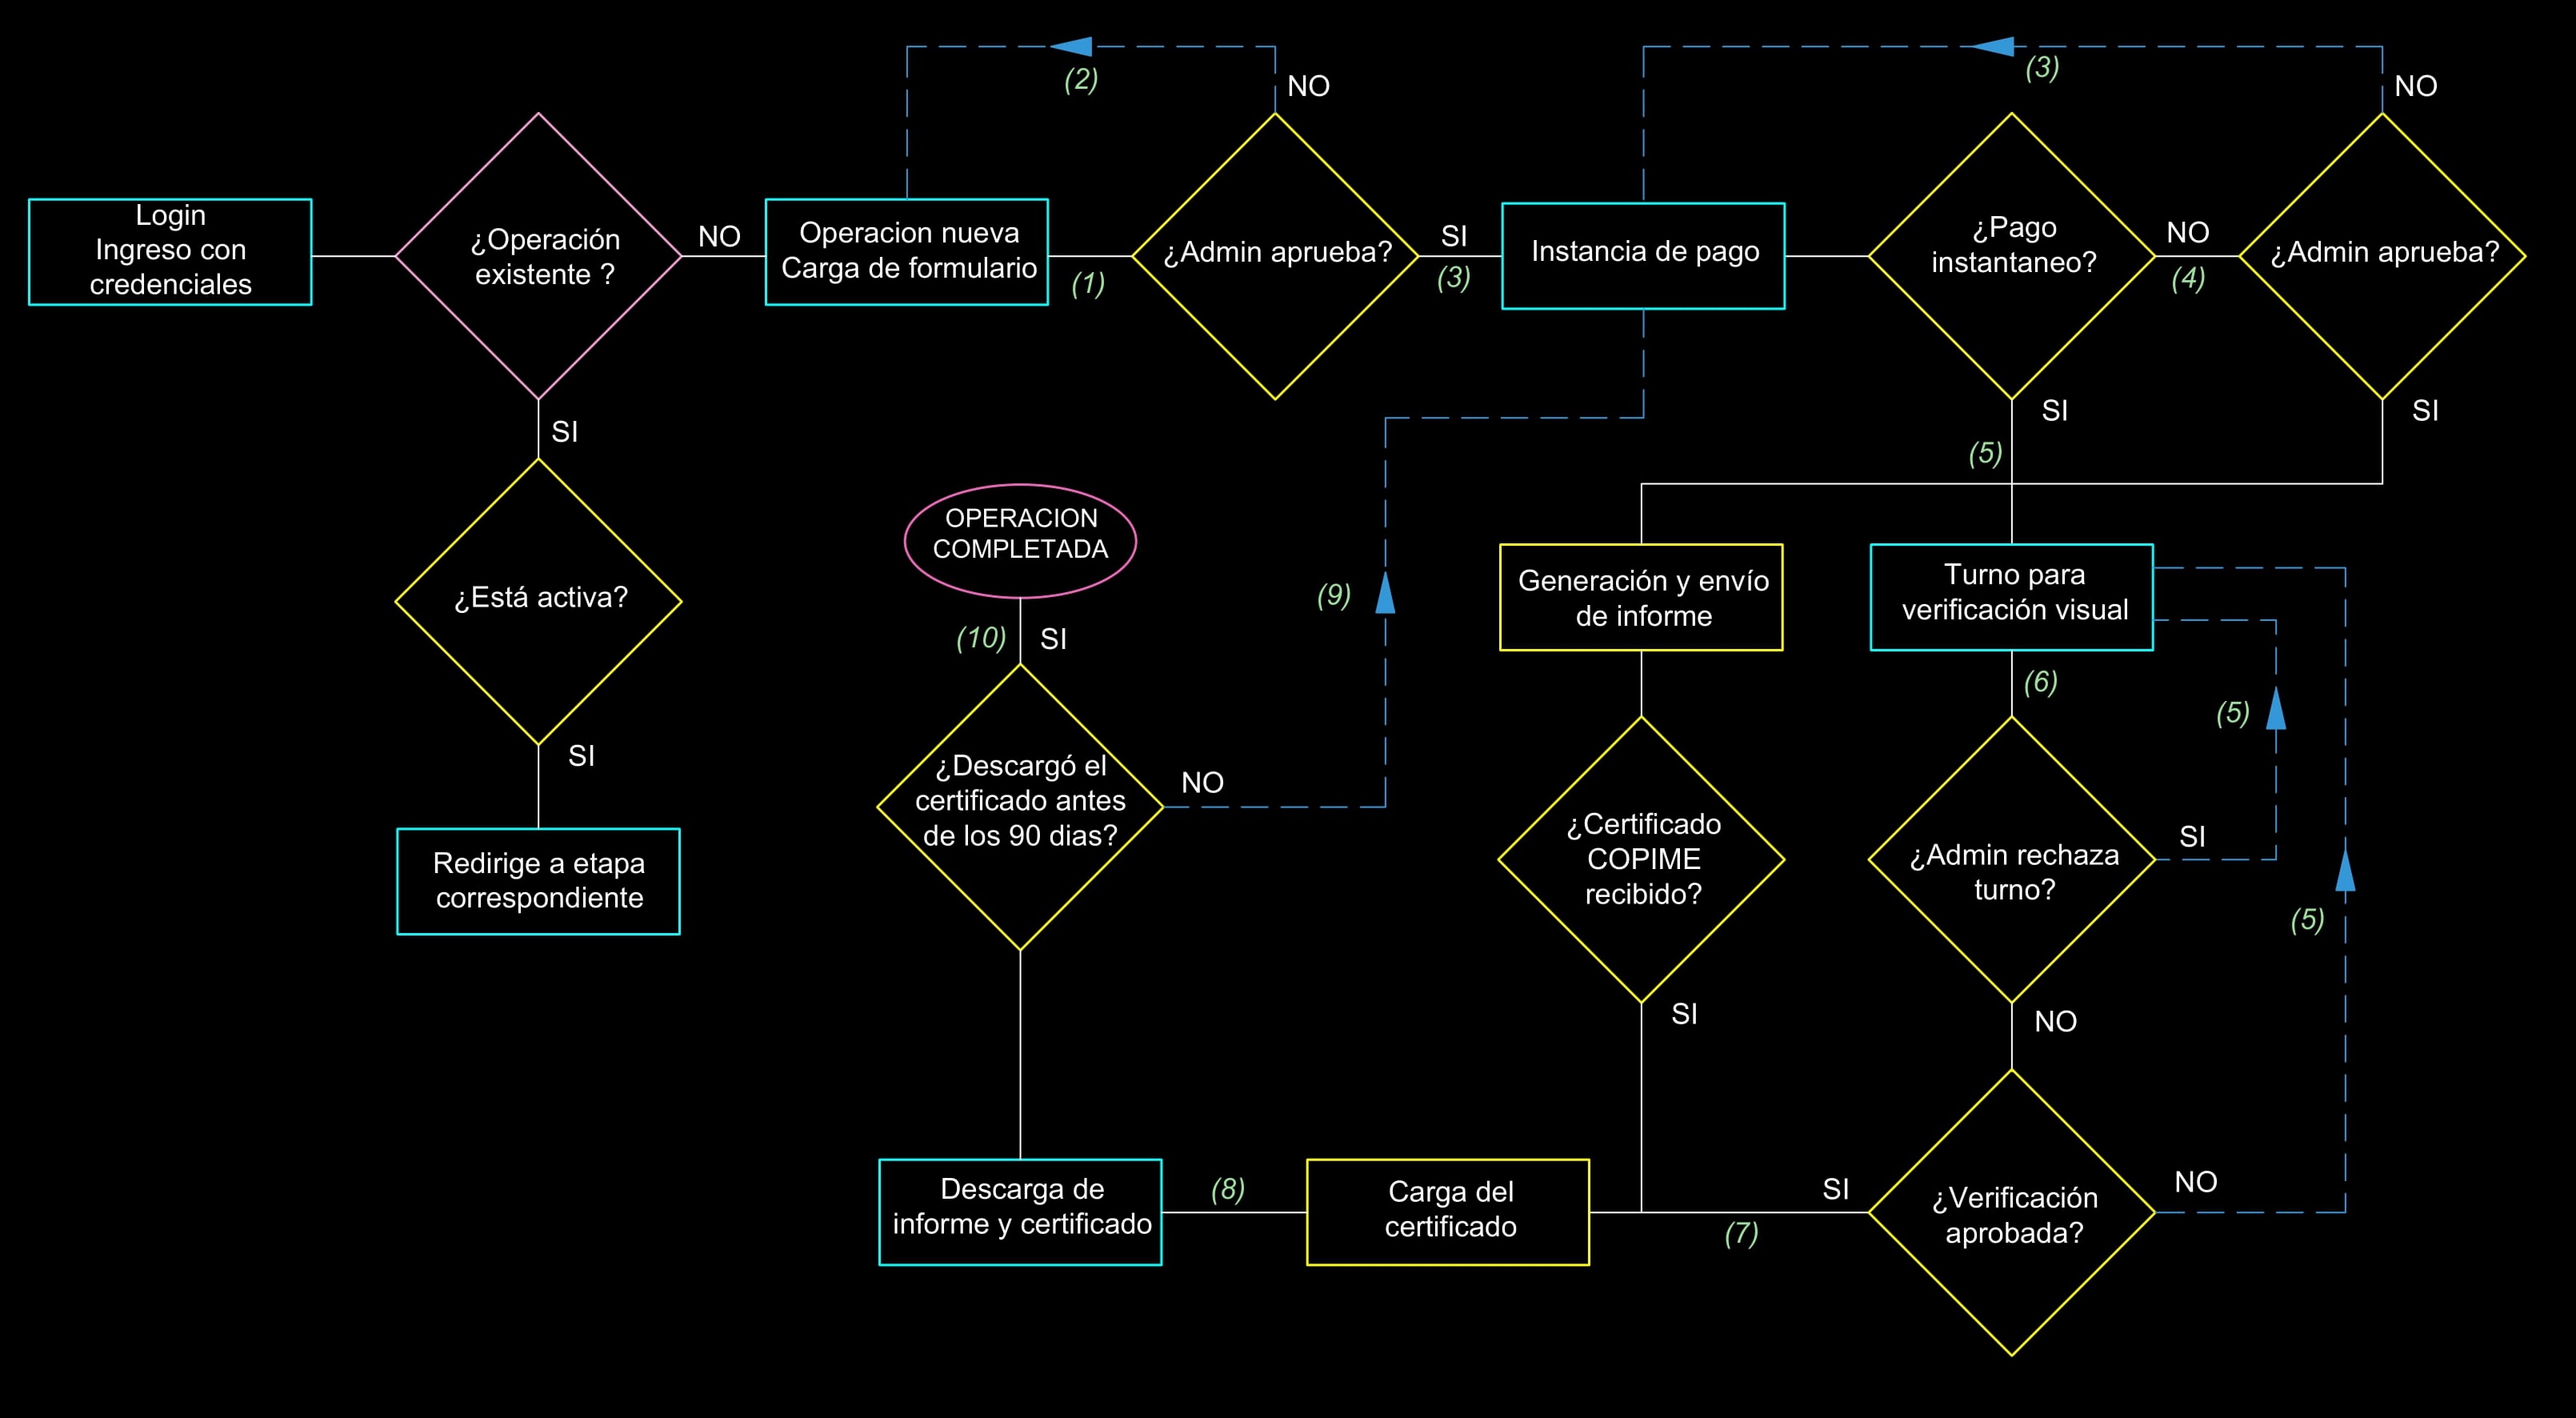 (2)
NO
(3)
NO
Login
Ingreso con
credenciales
¿Operación
existente ?
NO
Operacion nueva
Carga de formulario
(1)
¿Admin aprueba?
SI
(3)
Instancia de pago
¿Pago
instantaneo?
NO
(4)
¿Admin aprueba?
SI
SI
SI
(5)
¿Está activa?
SI
Redirige a etapa
correspondiente
OPERACION
COMPLETADA
(10)
SI
(9)
¿Descargó el
certificado antes
de los 90 dias?
NO
Generación y envío
de informe
Turno para
verificación visual
(6)
(5)
¿Certificado
COPIME
recibido?
SI
¿Admin rechaza
turno?
SI
(5)
NO
Descarga de
informe y certificado
(8)
Carga del
certificado
SI
(7)
¿Verificación
aprobada?
NO